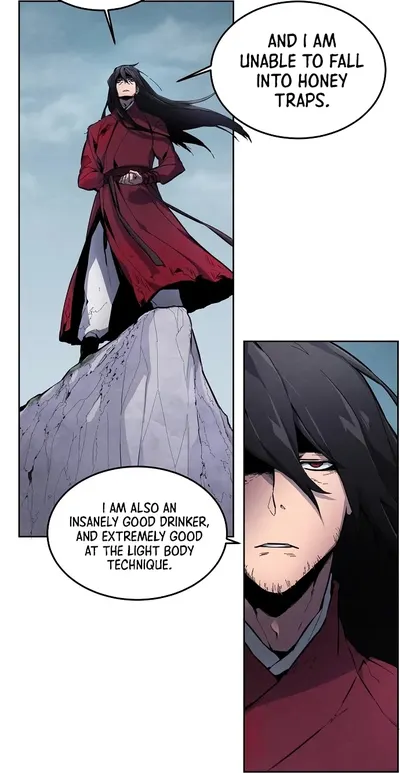 AND I AM
UNABLE TO FALL
INTO HONEY
TRAPS.
I AM ALSO AN
INSANELY GOOD DRINKER,
AND EXTREMELY GOOD
AT THE LIGHT BODY
TECHNIQUE.